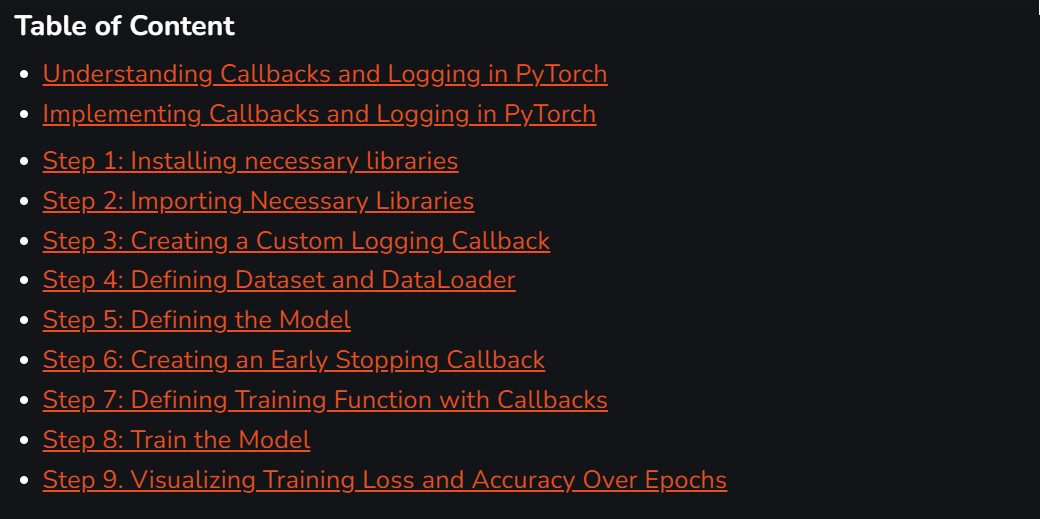 Table of Content
Understanding Callbacks and Logging in PyTorch
Implementing Callbacks and Logging in PyTorch
Step 1: Installing necessary libraries
Step 2: Importing Necessary Libraries
Step 3: Creating a Custom Logging Callback
Step 4: Defining Dataset and DataLoader
Step 5: Defining the Model
Step 6: Creating an Early Stopping Callback
Step 7: Defining Training Function with Callbacks
Step 8: Train the Model
Step 9. Visualizing Training Loss and Accuracy Over Epochs